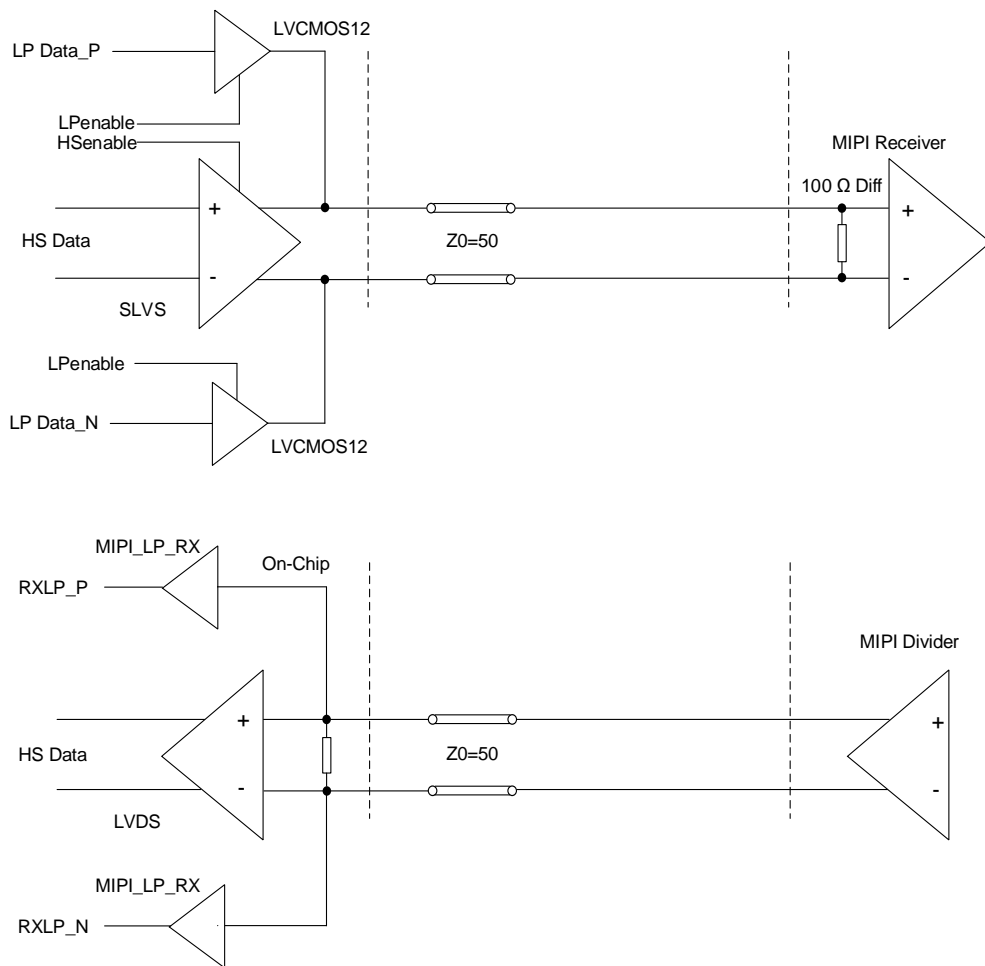 LVCMOS12
LP Data_P
LPenable
HSenable
MIPI Receiver
100 Ω Diff
+
+
HS Data
Z0=50
-
-
SLVS
LPenable
LP Data_N
LVCMOS12
MIPI_LP_RX
On-Chip
RXLP_P
MIPI Divider
+
+
HS Data
Z0=50
-
-
LVDS
MIPI_LP_RX
RXLP_N